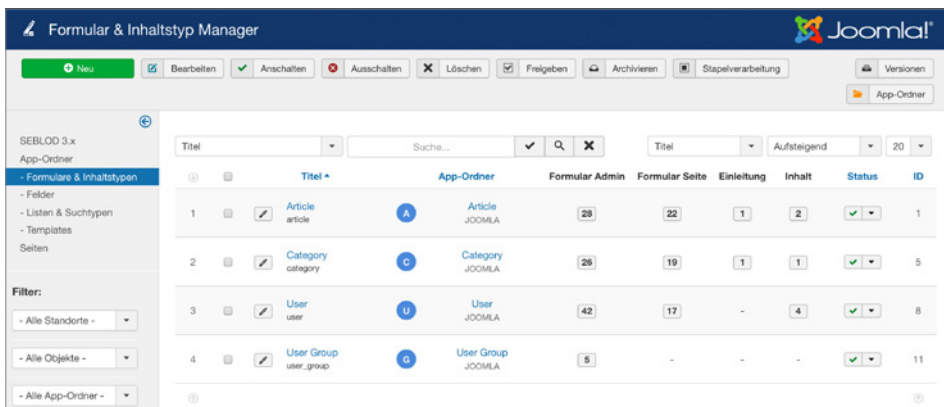 Formular & Inhaltstyp Manager
Joomla!®
Neu Bearbeiten Anschalten Ausschalten Löschen Freigeben Archivieren Stapelverarbeitung Versionen
App-Ordner
SEBLOD 3.x
App-Ordner
- Formulare & Inhaltstypen
- Felder
- Listen & Suchtypen
- Templates
Seiten
Filter:
- Alle Standorte -
- Alle Objekte -
- Alle App-Ordner -
Titel Suche... Titel Aufsteigend 20
Titel App-Ordner Formular Admin Formular Seite Einleitung Inhalt Status ID
1 Article A Article 28 22 1 2 1
article JOOMLA
2 Category C Category 26 19 1 1 5
category JOOMLA
3 User U User 42 17 - 4 8
user JOOMLA
4 User Group G User Group 5 - - - 11
user_group JOOMLA